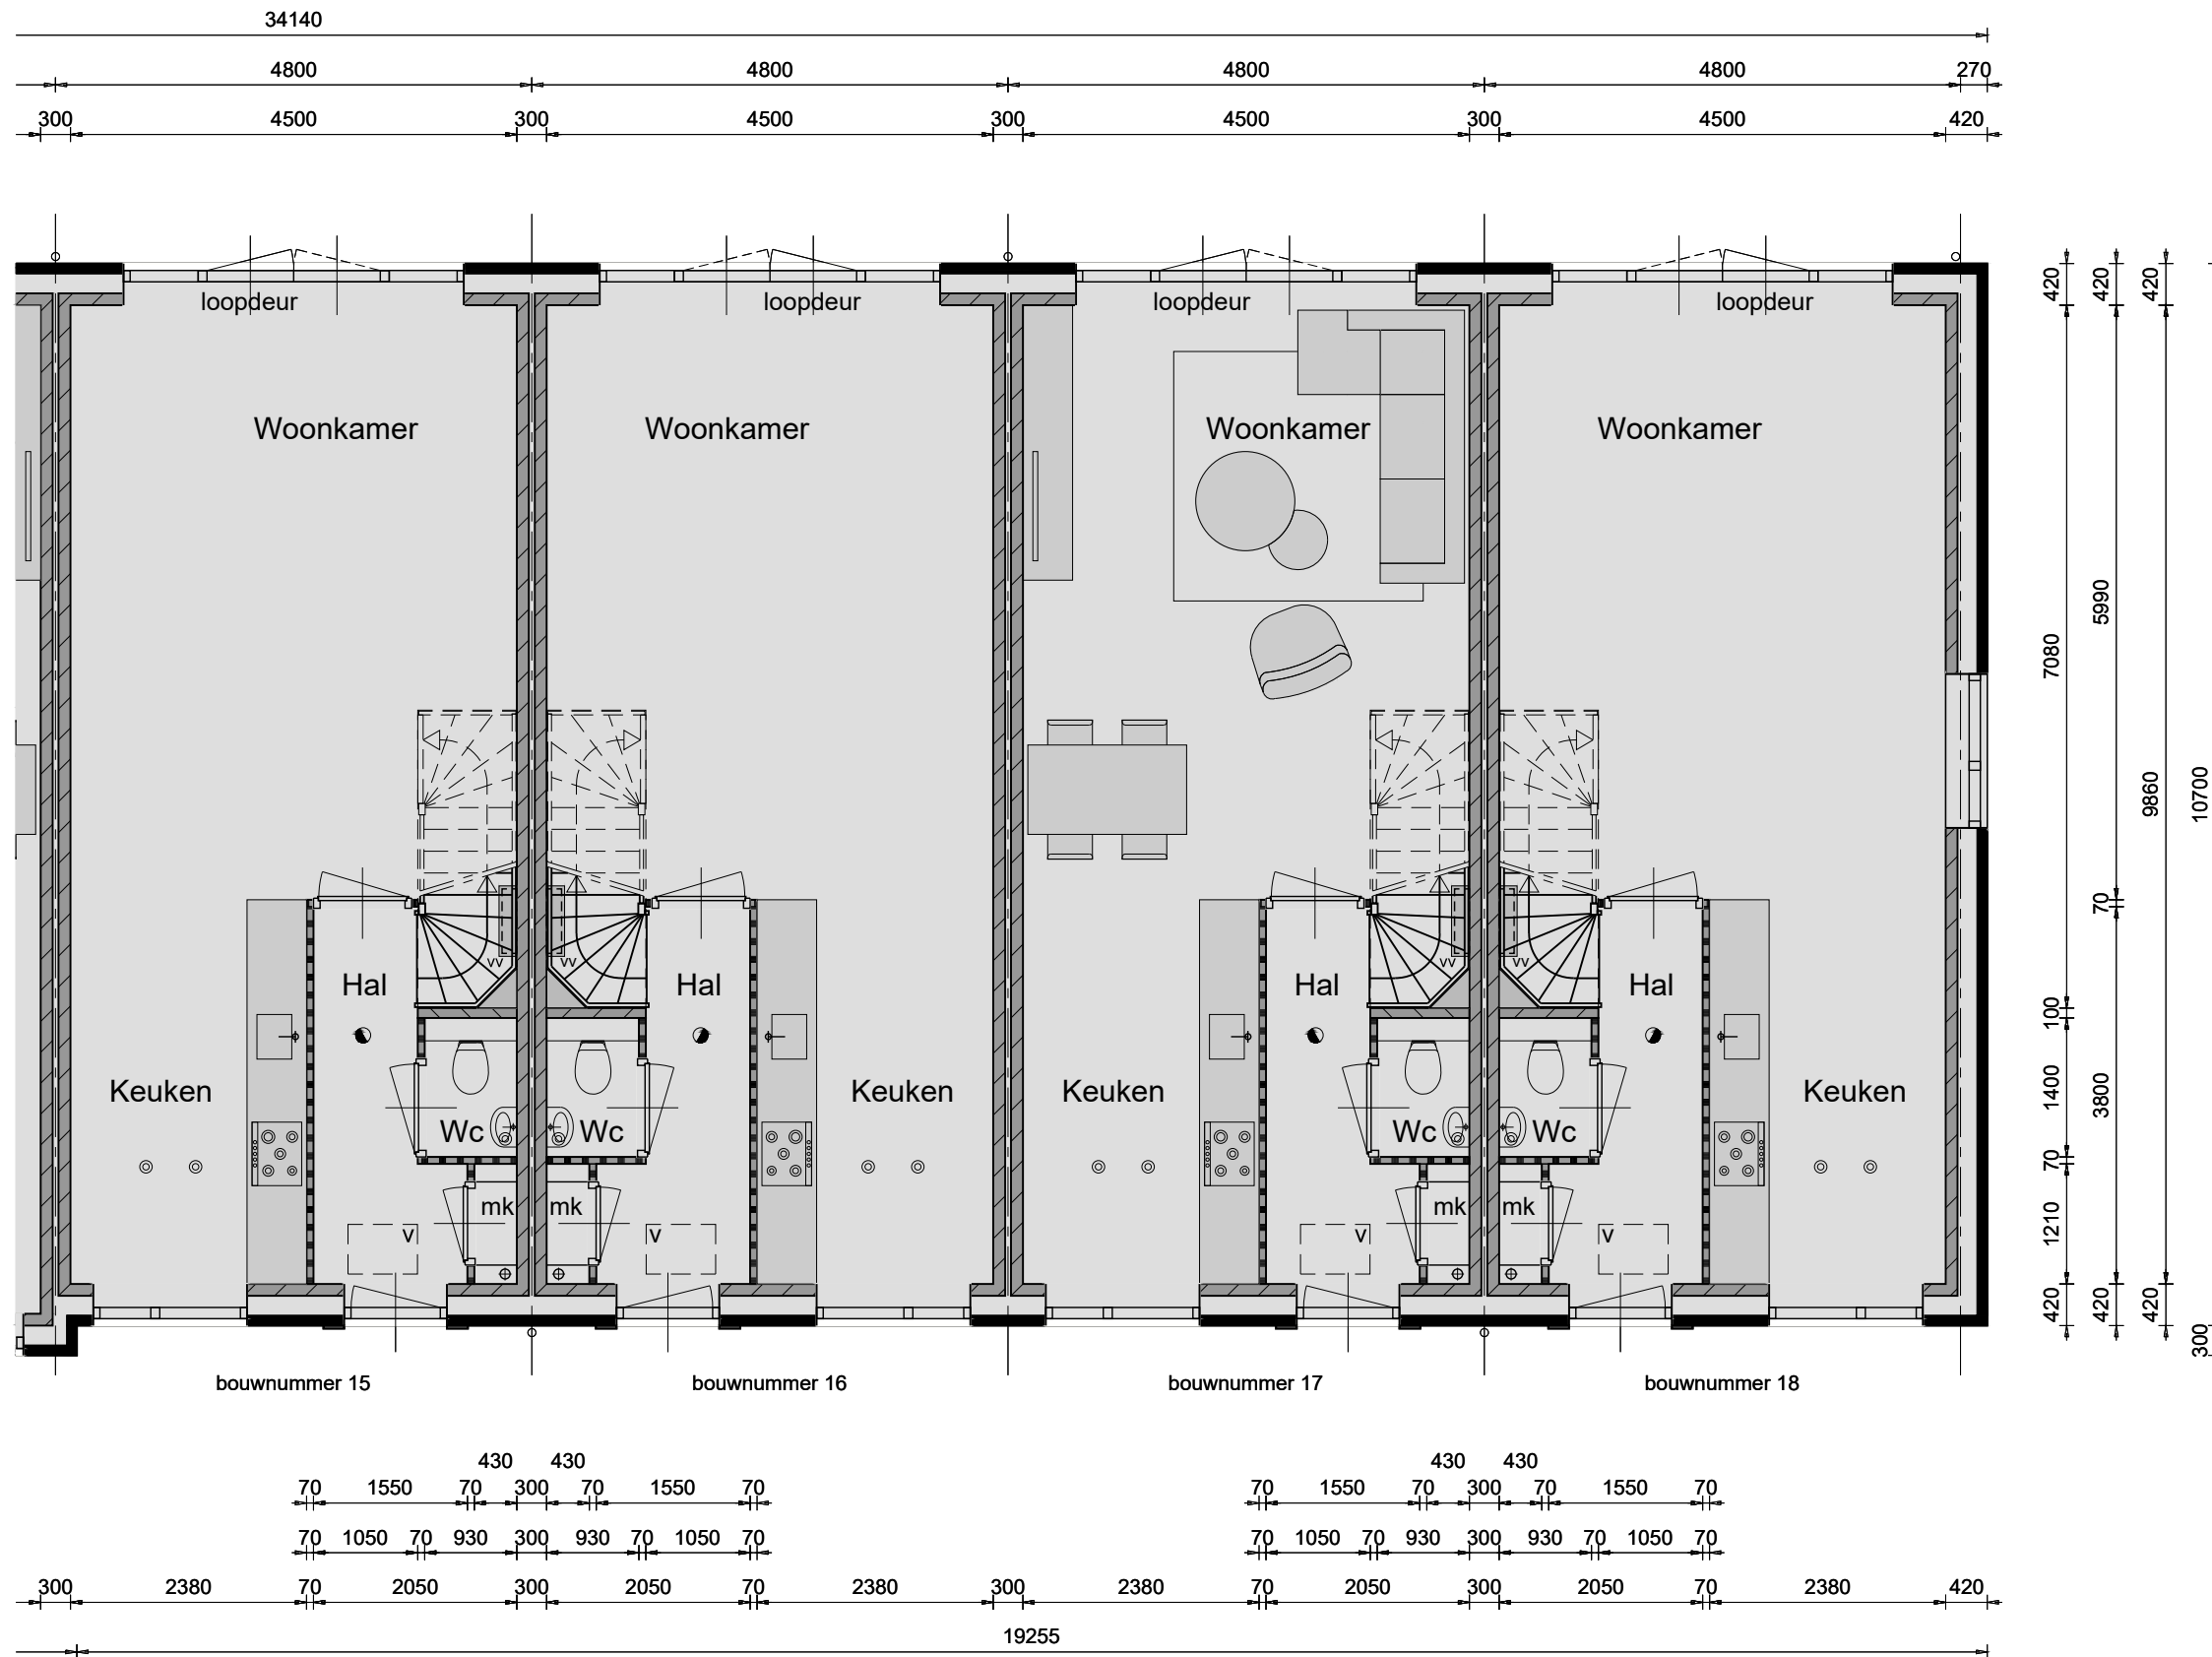 34140
4800 4800 4800 4800 270
300 4500 300 4500 300 4500 300 4500 420
loopdeur loopdeur loopdeur loopdeur
420 420 420
Woonkamer Woonkamer Woonkamer Woonkamer
5990
7080
9860 10700
70
vv vv vv vv
Hal Hal Hal Hal
100
Keuken Keuken Keuken Keuken
1400 3800
Wc Wc Wc Wc
70
mk mk mk mk
1210
v v v v
420 420 420
300
bouwnummer 15 bouwnummer 16 bouwnummer 17 bouwnummer 18
430 430 430 430
70 1550 70 300 70 1550 70 70 1550 70 300 70 1550 70
70 1050 70 930 300 930 70 1050 70 70 1050 70 930 300 930 70 1050 70
300 2380 70 2050 300 2050 70 2380 300 2380 70 2050 300 2050 70 2380 420
19255